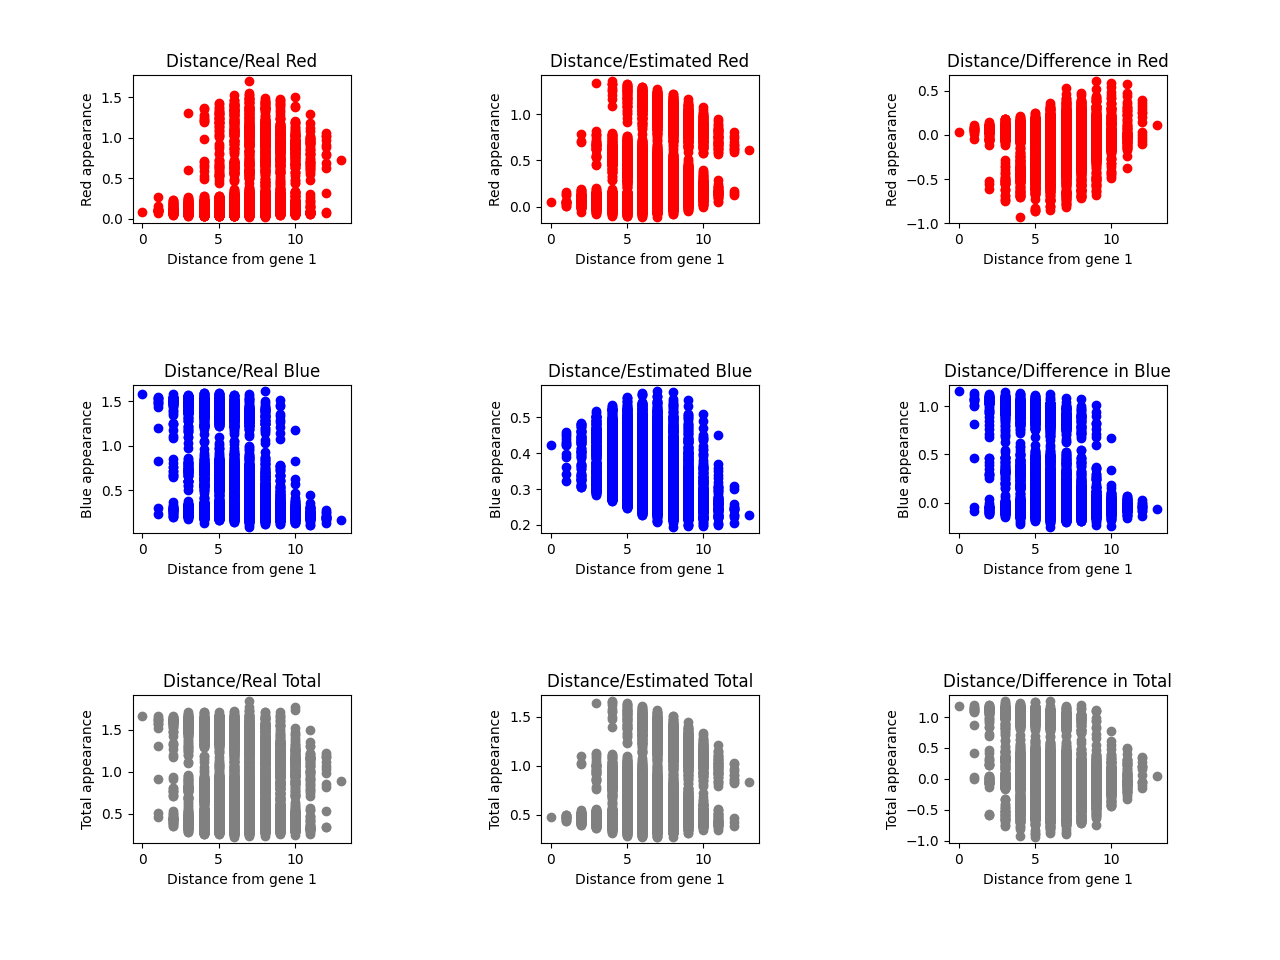 Distance/Real Red
Distance/Estimated Red
Distance/Difference in Red
Red appearance
1.5
1.0
0.5
0.0
0
5
10
Distance from gene 1
Red appearance
1.0
0.5
0.0
0
5
10
Distance from gene 1
Red appearance
0.5
0.0
−0.5
−1.0
0
5
10
Distance from gene 1
Distance/Real Blue
Distance/Estimated Blue
Distance/Difference in Blue
Blue appearance
1.5
1.0
0.5
0
5
10
Distance from gene 1
Blue appearance
0.5
0.4
0.3
0.2
0
5
10
Distance from gene 1
Blue appearance
1.0
0.5
0.0
0
5
10
Distance from gene 1
Distance/Real Total
Distance/Estimated Total
Distance/Difference in Total
Total appearance
1.5
1.0
0.5
0
5
10
Distance from gene 1
Total appearance
1.5
1.0
0.5
0
5
10
Distance from gene 1
Total appearance
1.0
0.5
0.0
−0.5
−1.0
0
5
10
Distance from gene 1